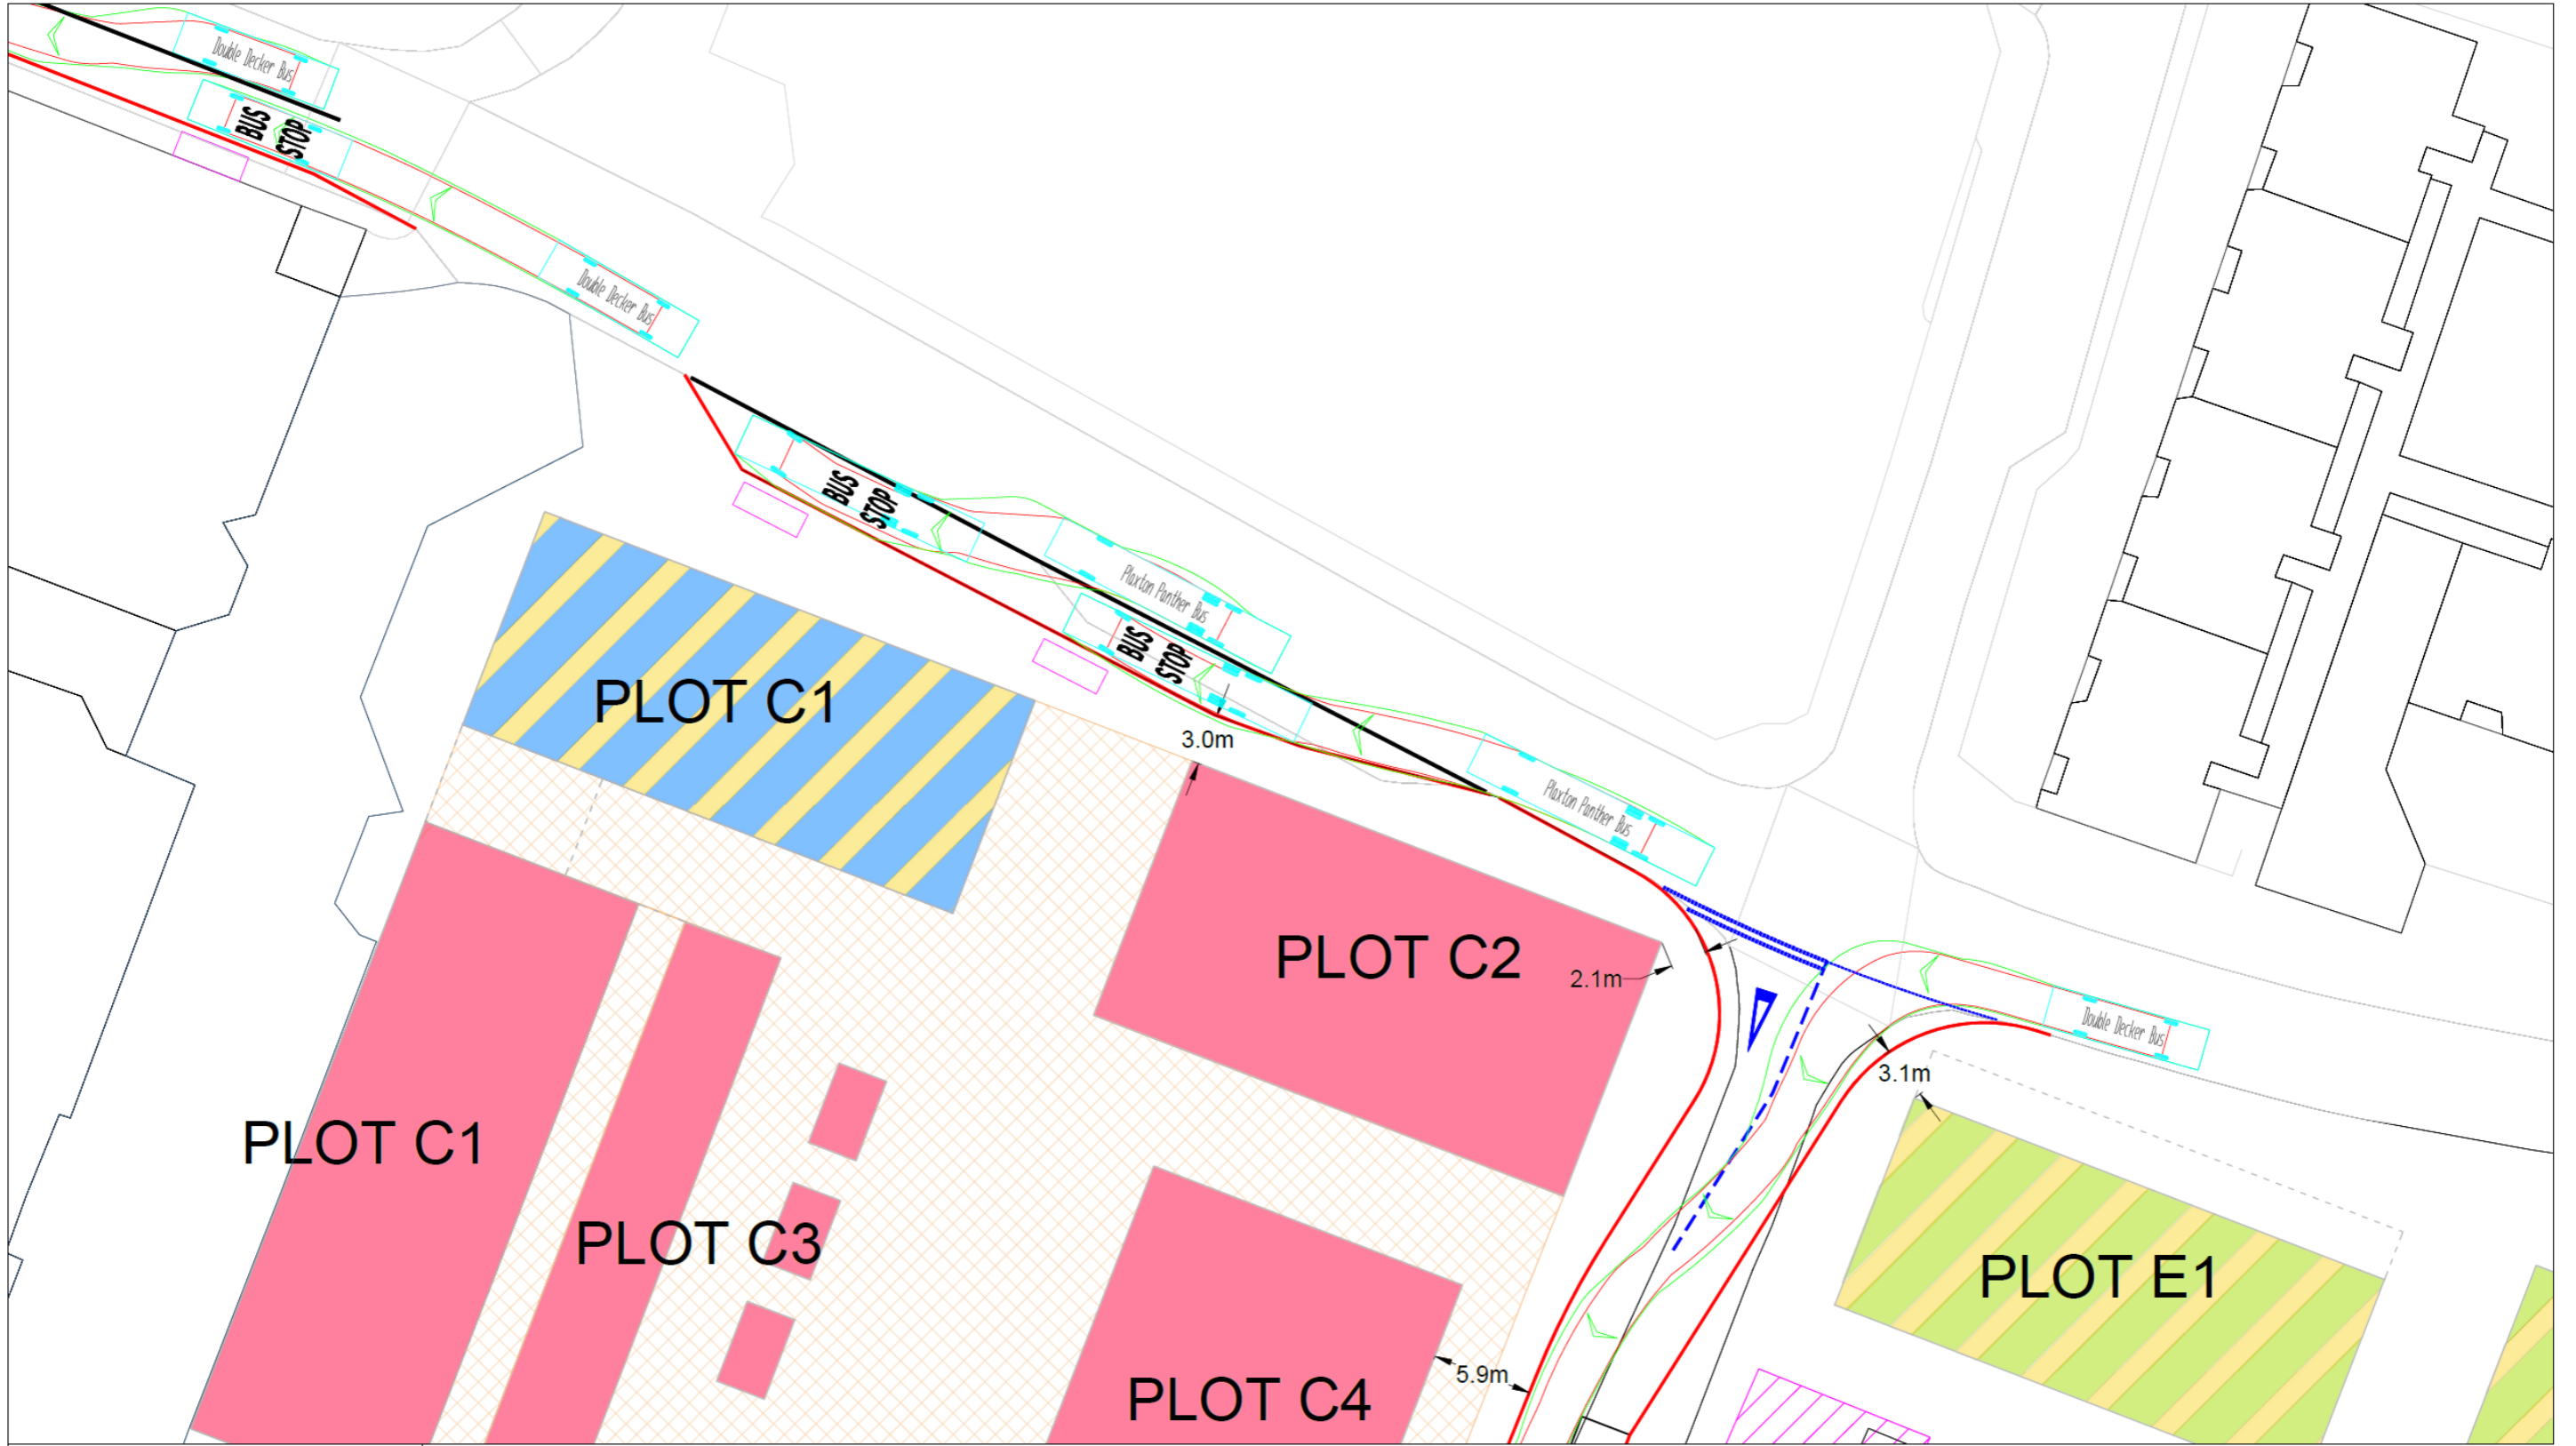 Double Decker Bus
BUS
STOP
Double Decker Bus
BUS
STOP
Plaxton Panther Bus
BUS
STOP
PLOT C1
3.0m
Plaxton Panther Bus
PLOT C2
2.1m
Double Decker Bus
3.1m
PLOT C1
PLOT C3
PLOT E1
5.9m
PLOT C4